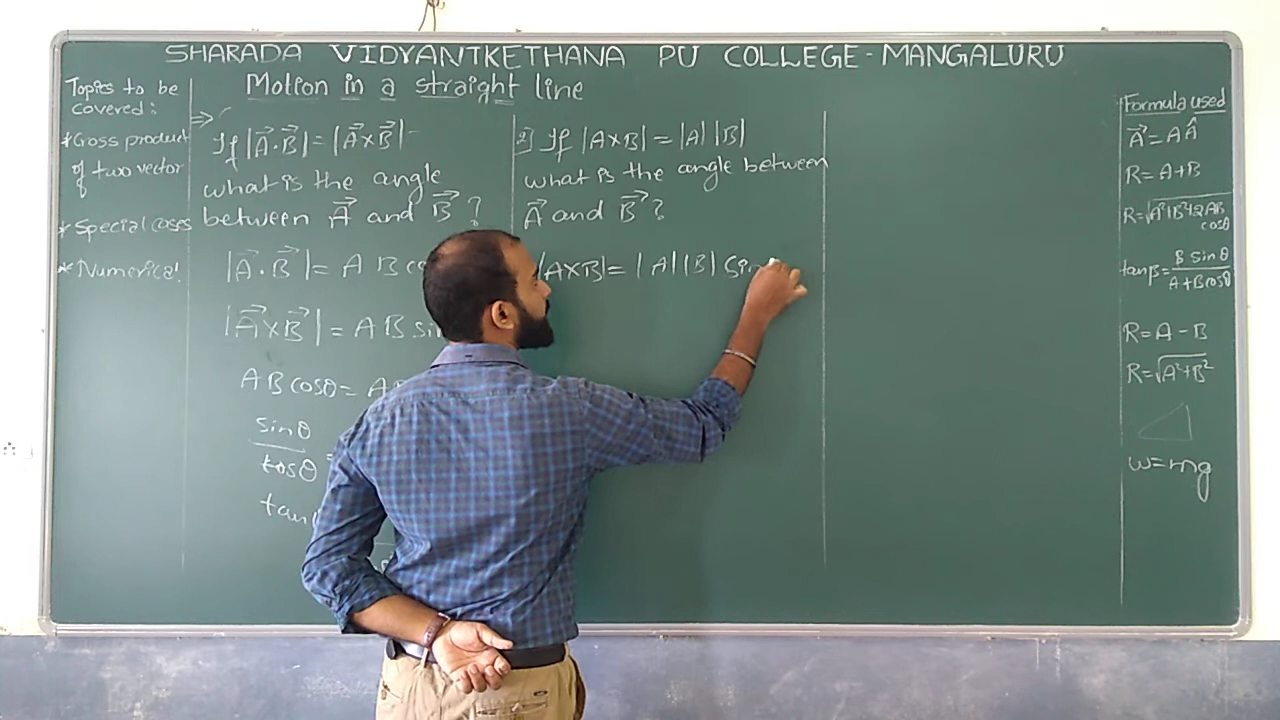 SHARADA VIDYANIKETHANA PU COLLEGE - MANGALURU
Motion in a straight line
Topics to be
covered:
* Cross product
of two vector
* Special cases
* Numerical
⇒ If |A⃗·B⃗| = |A⃗×B⃗|
what is the angle
between A⃗ and B⃗ ?
|A⃗·B⃗| = A B
|A⃗×B⃗| = A B sin
A B cosθ =
sinθ
cosθ
tan
2) If |A×B| = |A| |B|
what is the angle between
A⃗ and B⃗ ?
|A×B| = |A| |B| sin
Formula used
A⃗ = A Â
R = A + B
R = √A²+B²+2AB
cosθ
tanβ = B sinθ
A + B cosθ
R = A - B
R = √A²+B²
w = mg